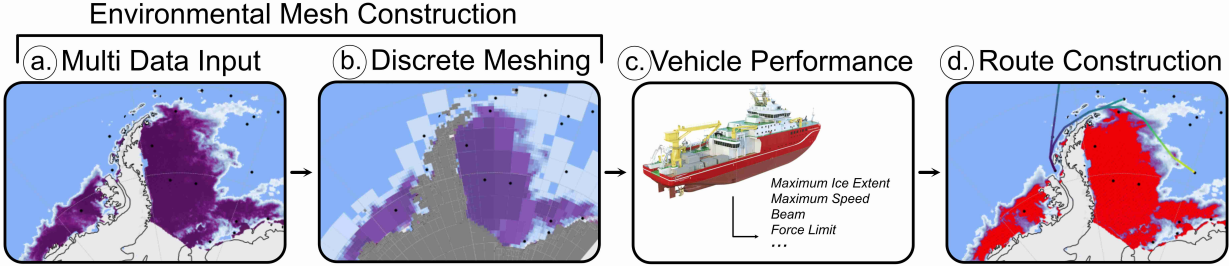 Environmental Mesh Construction
a. Multi Data Input
b. Discrete Meshing
c. Vehicle Performance
d. Route Construction
Maximum Ice Extent
Maximum Speed
Beam
Force Limit
...